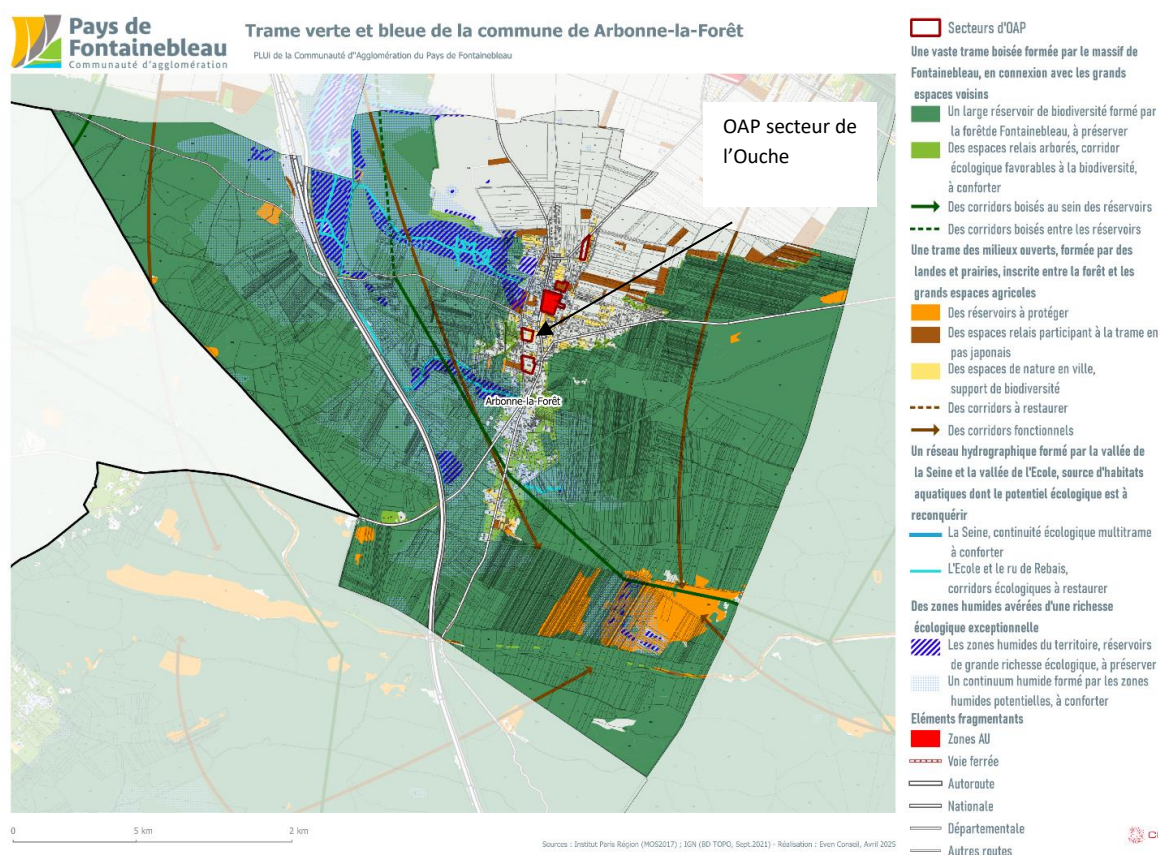 Pays de
Fontainebleau
Communauté d'agglomération
Trame verte et bleue de la commune de Arbonne-la-Forêt
PLUi de la Communauté d"Agglomération du Pays de Fontainebleau
OAP secteur de
l'Ouche
Arbonne-la-Forêt
0
5 km
2 km
Sources : Institut Paris Région (MOS2017) ; IGN (BD TOPO, Sept.2021) - Réalisation : Even Conseil, Avril 2025
Secteurs d'OAP
Une vaste trame boisée formée par le massif de
Fontainebleau, en connexion avec les grands
espaces voisins
Un large réservoir de biodiversité formé par
la forêtde Fontainebleau, à préserver
Des espaces relais arborés, corridor
écologique favorables à la biodiversité,
à conforter
Des corridors boisés au sein des réservoirs
Des corridors boisés entre les réservoirs
Une trame des milieux ouverts, formée par des
landes et prairies, inscrite entre la forêt et les
grands espaces agricoles
Des réservoirs à protéger
Des espaces relais participant à la trame en
pas japonais
Des espaces de nature en ville,
support de biodiversité
Des corridors à restaurer
Des corridors fonctionnels
Un réseau hydrographique formé par la vallée de
la Seine et la vallée de l'Ecole, source d'habitats
aquatiques dont le potentiel écologique est à
reconquérir
La Seine, continuité écologique multitrame
à conforter
L'Ecole et le ru de Rebais,
corridors écologiques à restaurer
Des zones humides avérées d'une richesse
écologique exceptionnelle
Les zones humides du territoire, réservoirs
de grande richesse écologique, à préserver
Un continuum humide formé par les zones
humides potentielles, à conforter
Eléments fragmentants
Zones AU
Voie ferrée
Autoroute
Nationale
Départementale
Autres routes